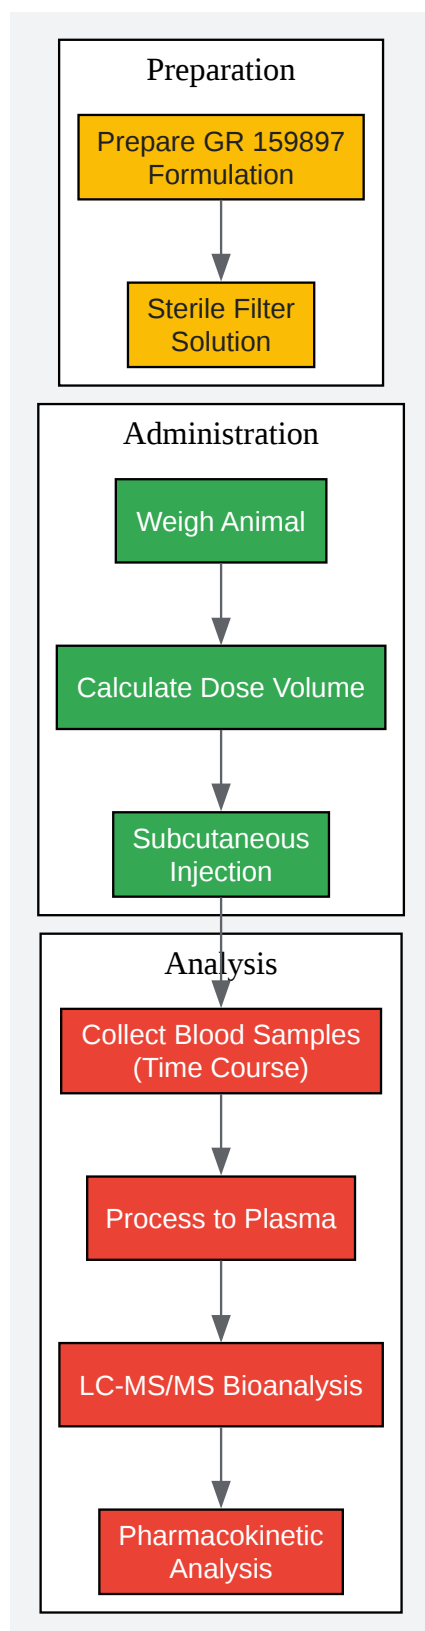 Preparation
Prepare GR 159897
Formulation
Sterile Filter
Solution
Administration
Weigh Animal
Calculate Dose Volume
Subcutaneous
Injection
Analysis
Collect Blood Samples
(Time Course)
Process to Plasma
LC-MS/MS Bioanalysis
Pharmacokinetic
Analysis